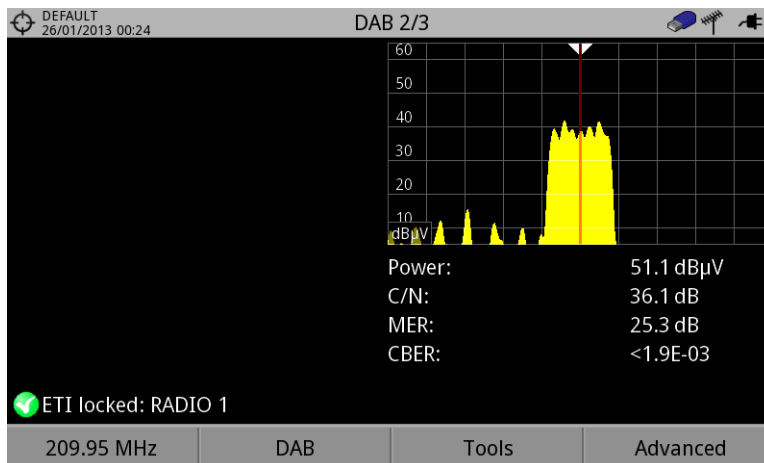 DEFAULT
26/01/2013 00:24
DAB 2/3
60
50
40
30
20
10
dBµV
Power: 51.1 dBµV
C/N: 36.1 dB
MER: 25.3 dB
CBER: <1.9E-03
ETI locked: RADIO 1
209.95 MHz DAB Tools Advanced